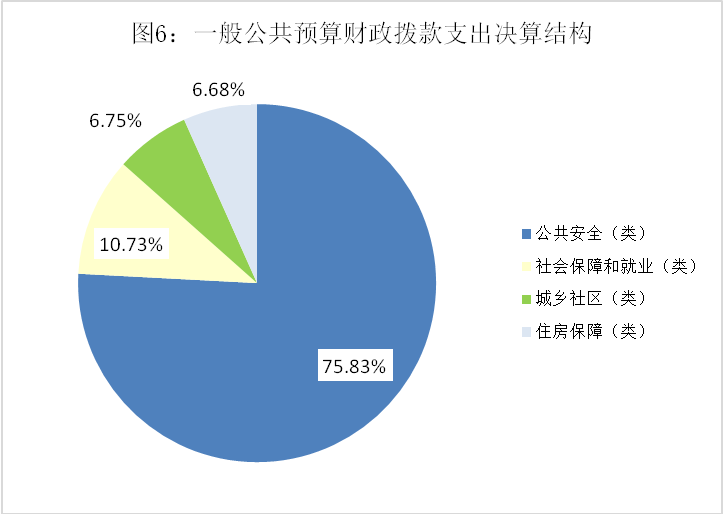 图6：一般公共预算财政拨款支出决算结构
6.68%
6.75%
10.73%
75.83%
公共安全（类）
社会保障和就业（类）
城乡社区（类）
住房保障（类）